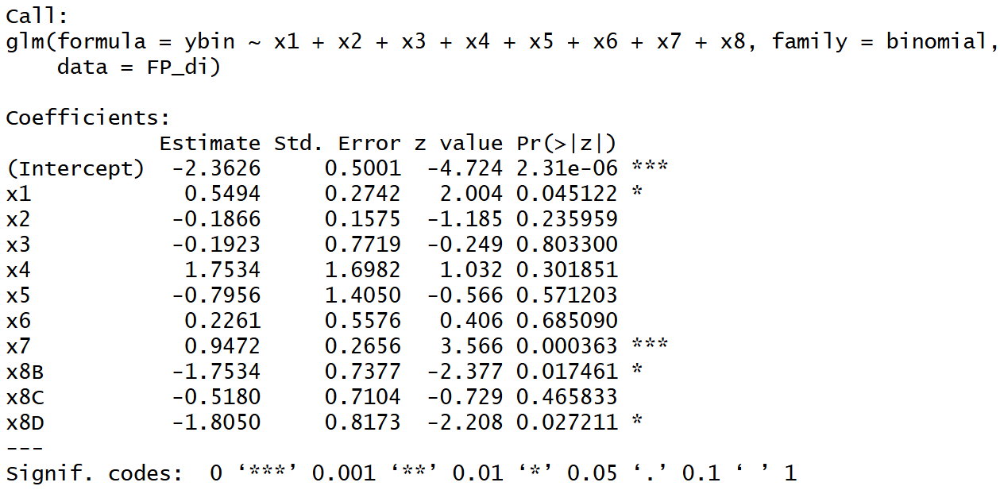 Call:
glm(formula = ybin ~ x1 + x2 + x3 + x4 + x5 + x6 + x7 + x8, family = binomial,
    data = FP_di)

Coefficients:
            Estimate Std. Error z value Pr(>|z|)
(Intercept)  -2.3626     0.5001  -4.724 2.31e-06 ***
x1            0.5494     0.2742   2.004 0.045122 *
x2           -0.1866     0.1575  -1.185 0.235959
x3           -0.1923     0.7719  -0.249 0.803300
x4            1.7534     1.6982   1.032 0.301851
x5           -0.7956     1.4050  -0.566 0.571203
x6            0.2261     0.5576   0.406 0.685090
x7            0.9472     0.2656   3.566 0.000363 ***
x8B          -1.7534     0.7377  -2.377 0.017461 *
x8C          -0.5180     0.7104  -0.729 0.465833
x8D          -1.8050     0.8173  -2.208 0.027211 *
---
Signif. codes:  0 ‘***’ 0.001 ‘**’ 0.01 ‘*’ 0.05 ‘.’ 0.1 ‘ ’ 1